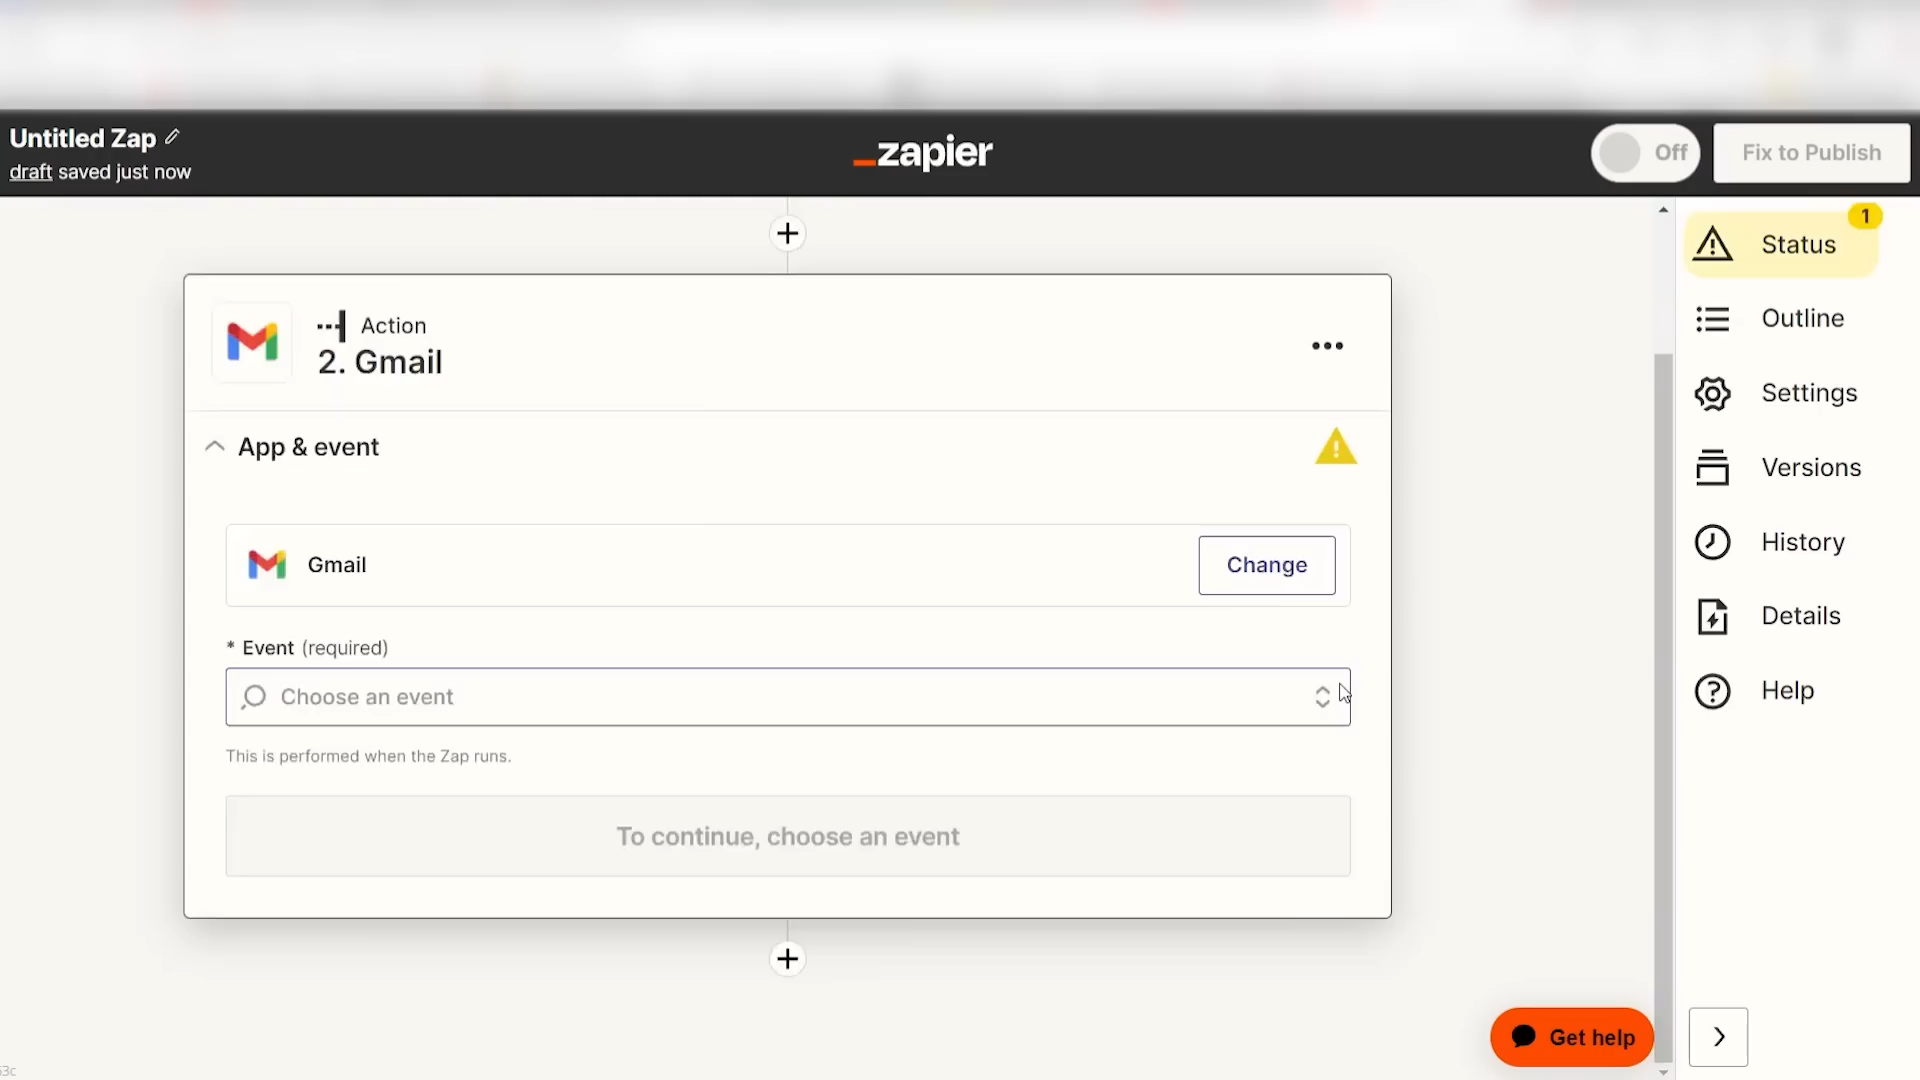 Untitled Zap
draft saved just now
zapier
Off
Fix to Publish
1
Status
Outline
Settings
Versions
History
Details
Help
Action
2. Gmail
App & event
Gmail
Change
* Event (required)
Choose an event
This is performed when the Zap runs.
To continue, choose an event
Get help